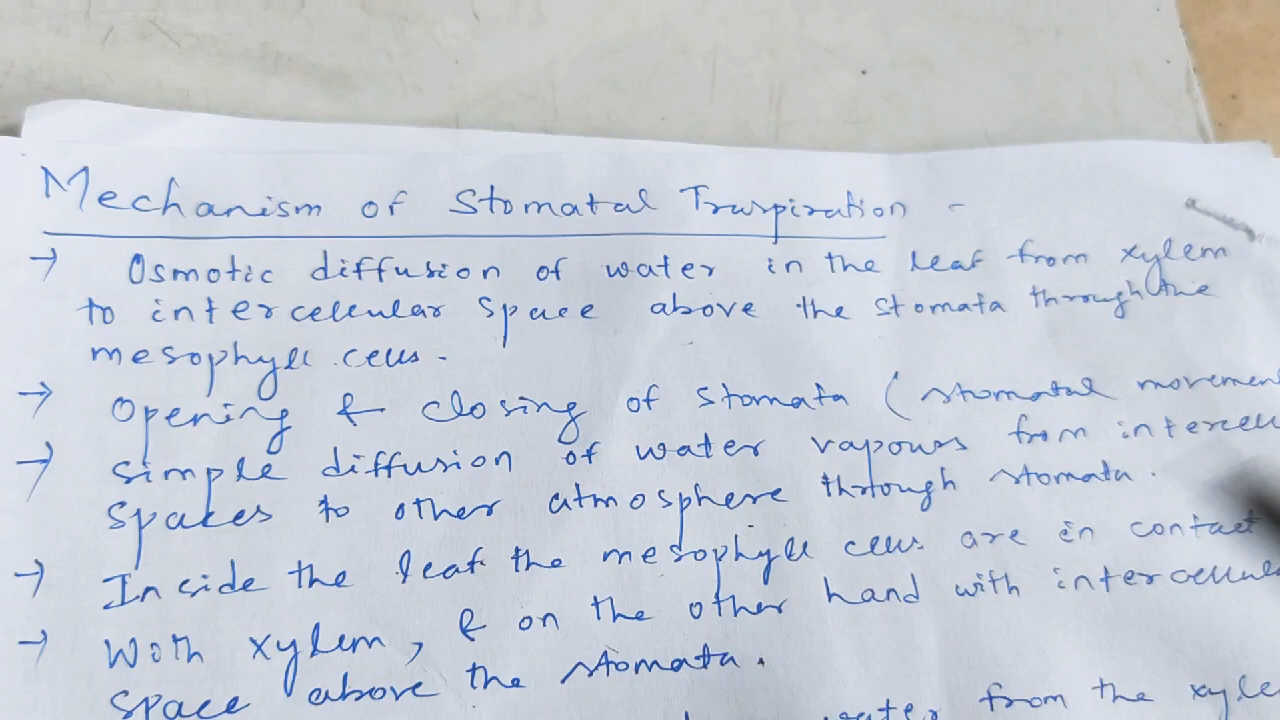 Mechanism of Stomatal Transpiration -
→ Osmotic diffusion of water in the leaf from xylem
to intercellular space above the stomata through the
mesophyll cells.
→ Opening & closing of stomata (stomatal movemen
→ Simple diffusion of water vapours from intercell
spaces to other atmosphere through stomata.
→ Inside the leaf the mesophyll cells are in contact
→ With xylem, & on the other hand with intercellula
space above the stomata.
water from the xyle